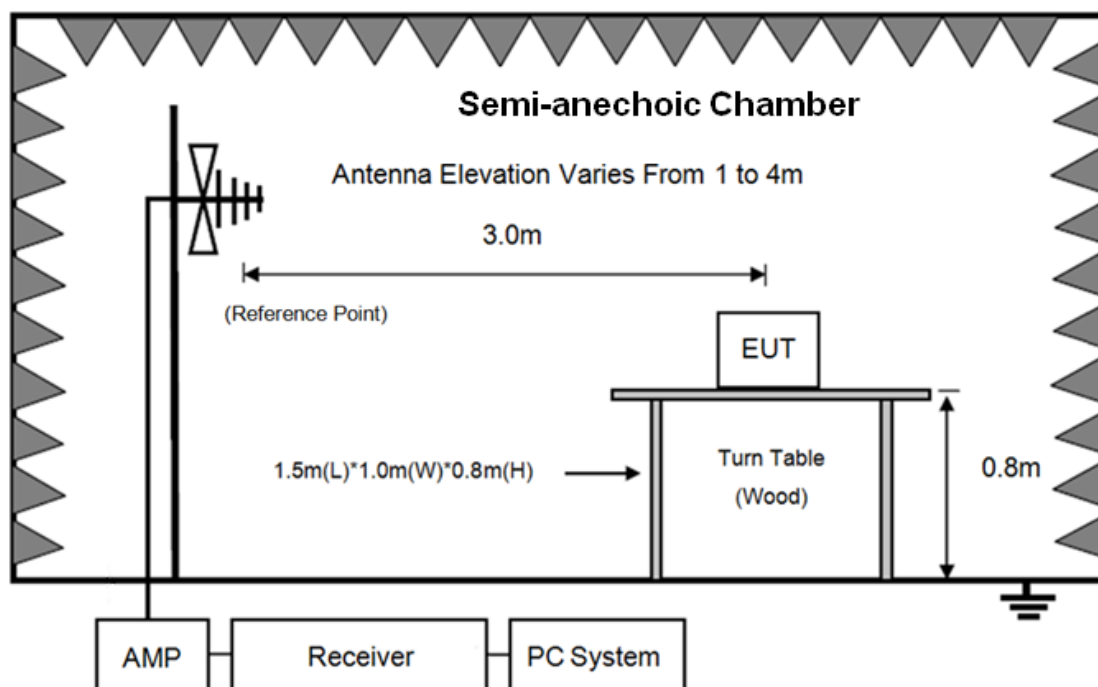 Semi-anechoic Chamber
Antenna Elevation Varies From 1 to 4m
3.0m
(Reference Point)
EUT
1.5m(L)*1.0m(W)*0.8m(H)
Turn Table
(Wood)
0.8m
AMP
Receiver
PC System